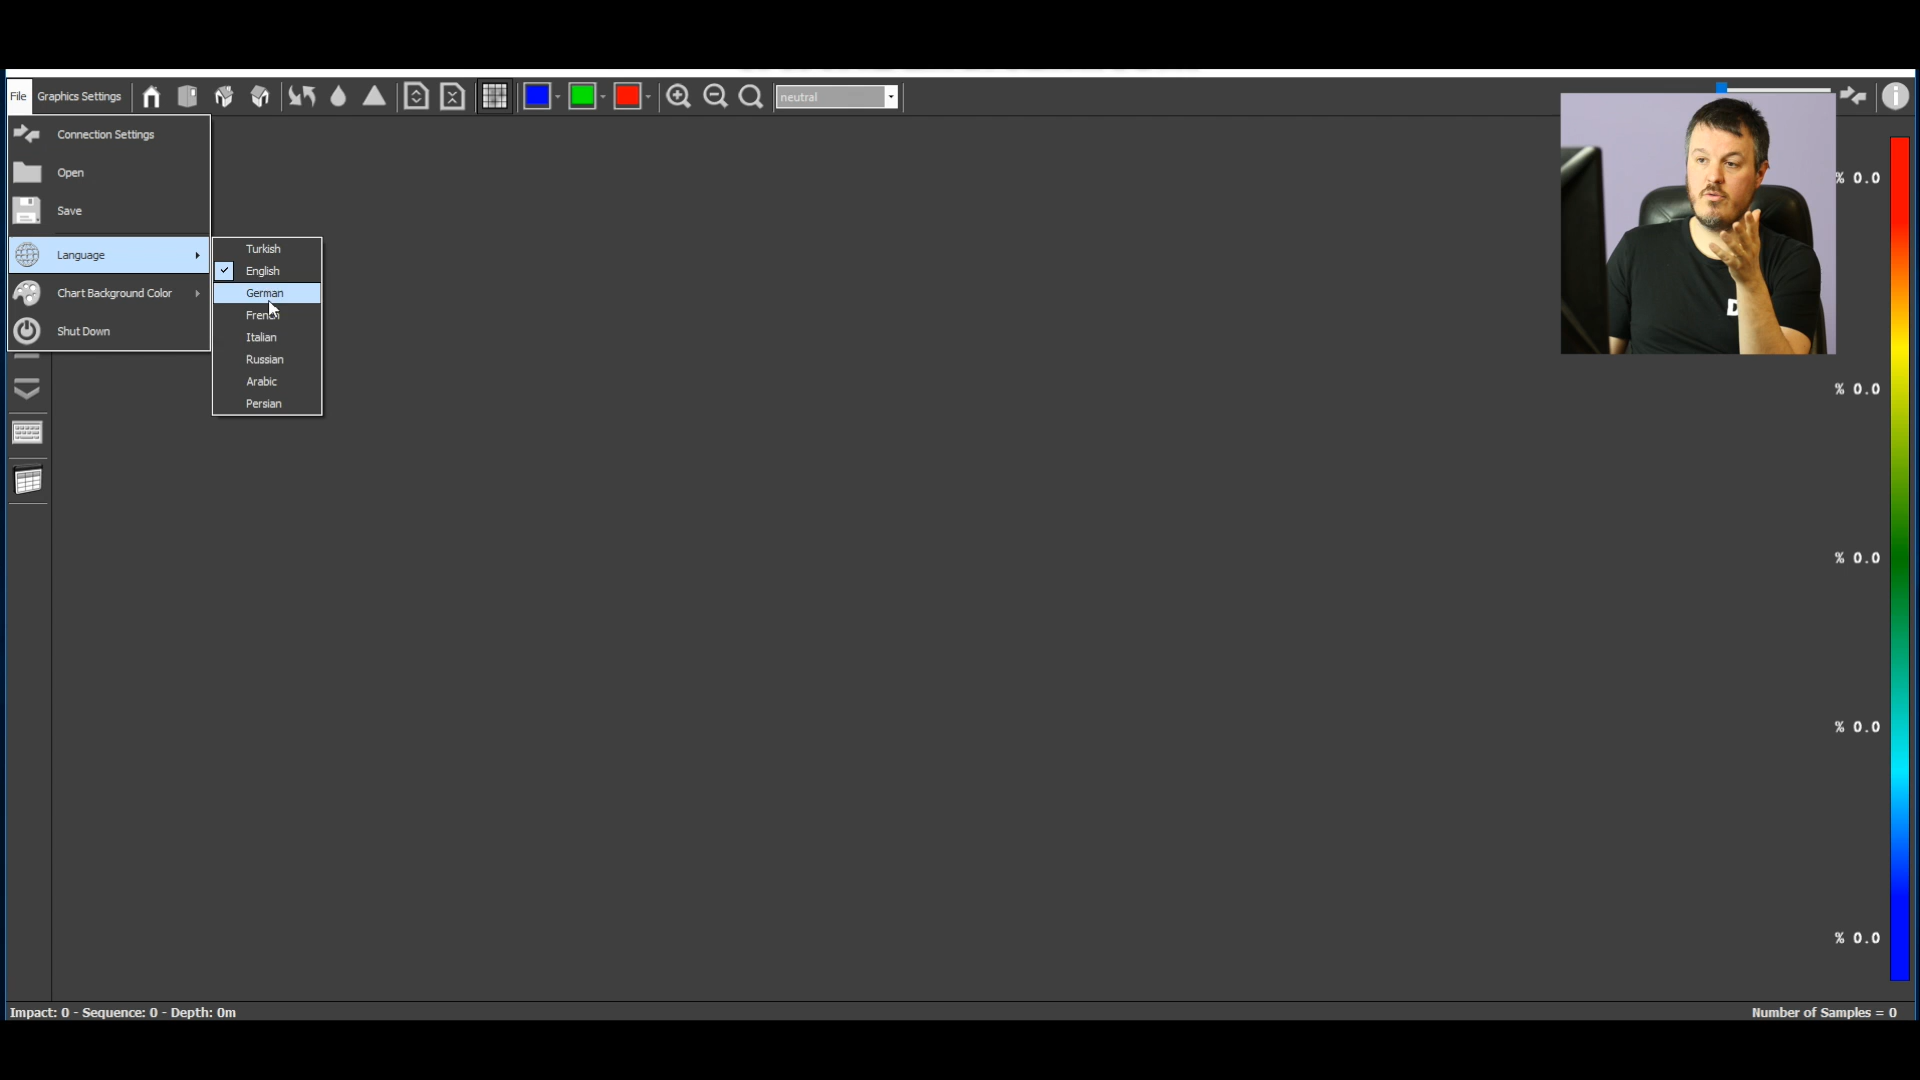 File Graphics Settings neutral
Connection Settings
Open
Save
Language
Chart Background Color
Shut Down
Turkish
English
German
French
Italian
Russian
Arabic
Persian
% 0.0
% 0.0
% 0.0
% 0.0
% 0.0
Impact: 0 - Sequence: 0 - Depth: 0m
Number of Samples = 0